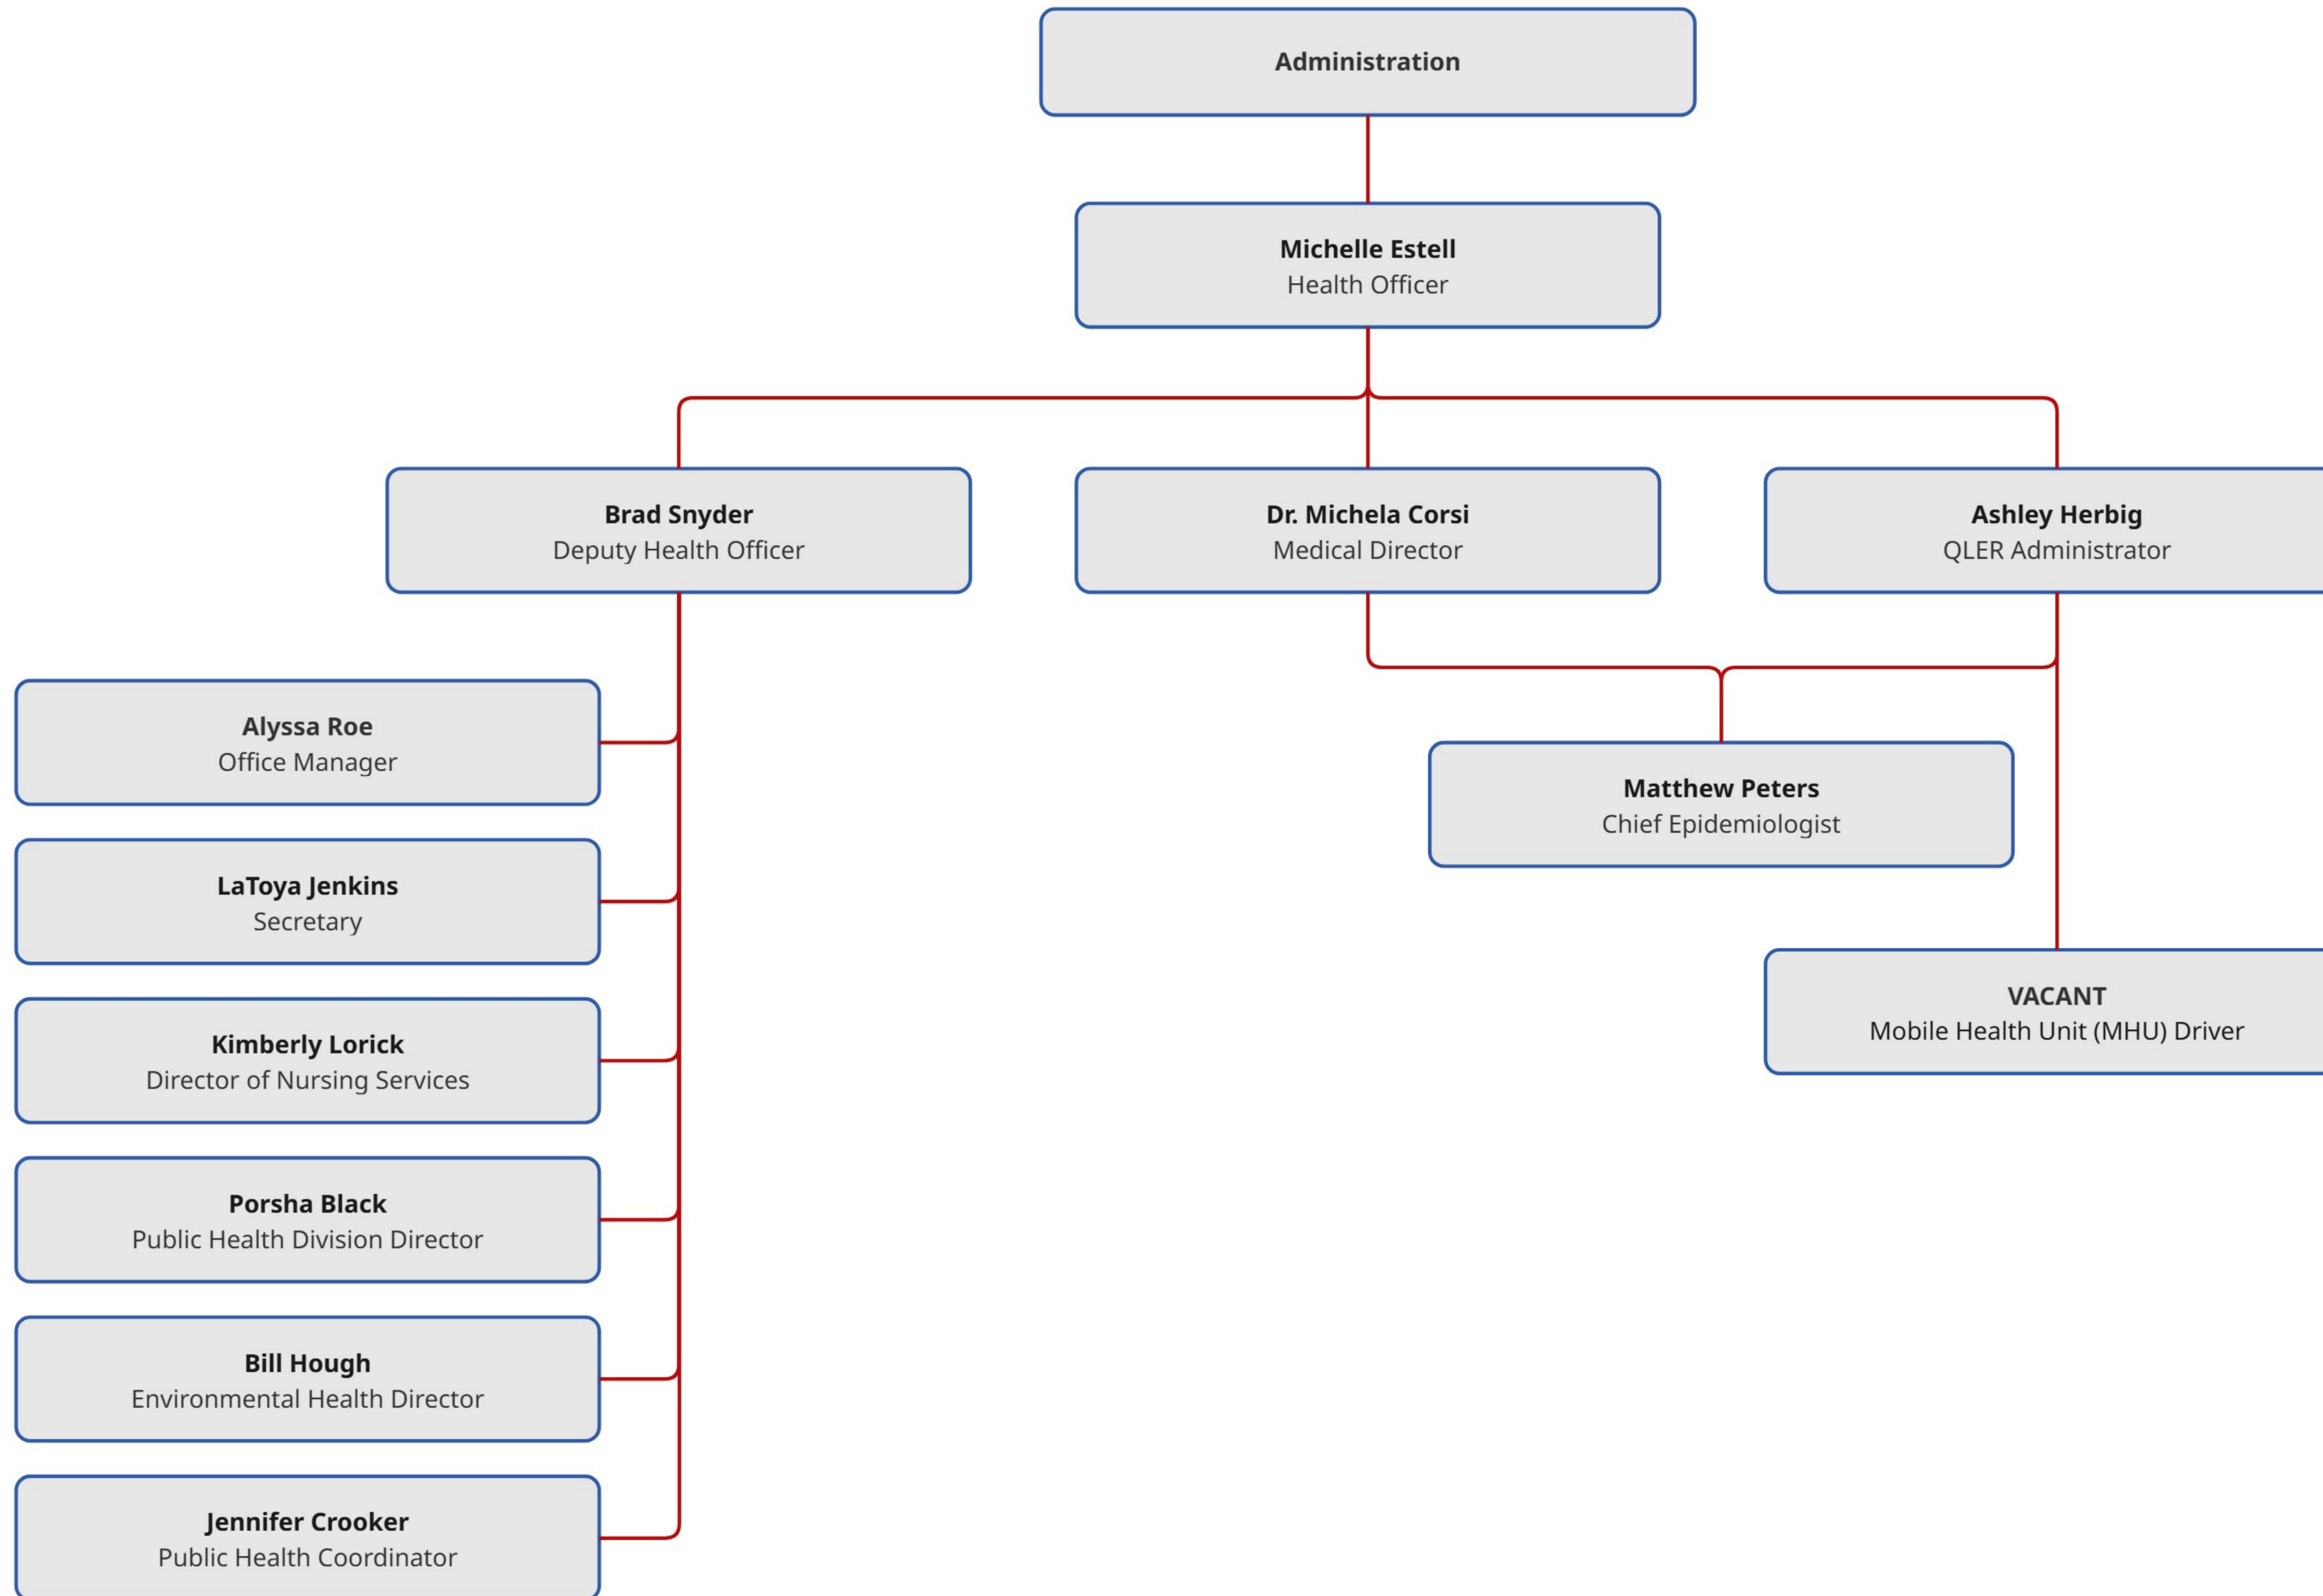 Administration
Michelle Estell
Health Officer
Brad Snyder
Deputy Health Officer
Dr. Michela Corsi
Medical Director
Ashley Herbig
QLER Administrator
Alyssa Roe
Office Manager
LaToya Jenkins
Secretary
Kimberly Lorick
Director of Nursing Services
Porsha Black
Public Health Division Director
Bill Hough
Environmental Health Director
Jennifer Crooker
Public Health Coordinator
Matthew Peters
Chief Epidemiologist
VACANT
Mobile Health Unit (MHU) Driver